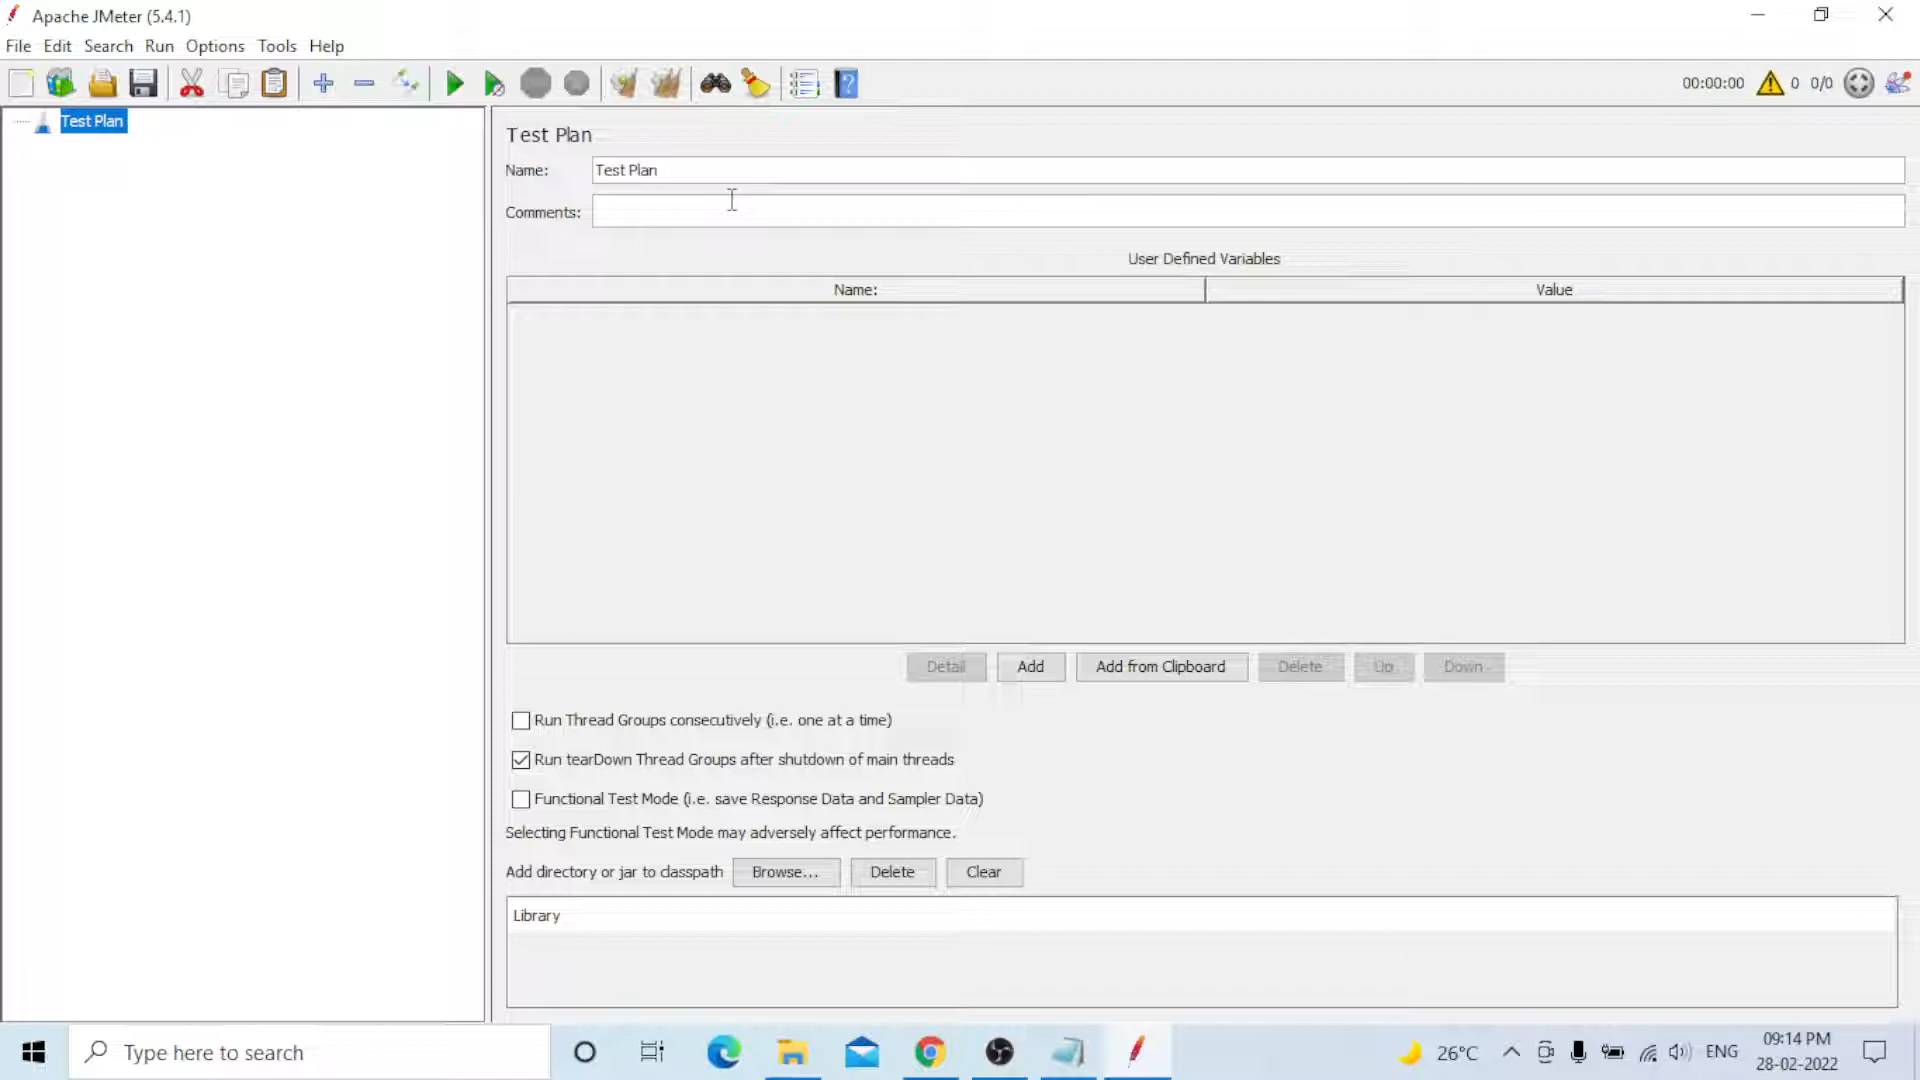 Apache JMeter (5.4.1)
File Edit Search Run Options Tools Help
00:00:00 0 0/0
Test Plan
Test Plan
Name: Test Plan
Comments:
User Defined Variables
Name: Value
Detail Add Add from Clipboard Delete Up Down
Run Thread Groups consecutively (i.e. one at a time)
Run tearDown Thread Groups after shutdown of main threads
Functional Test Mode (i.e. save Response Data and Sampler Data)
Selecting Functional Test Mode may adversely affect performance.
Add directory or jar to classpath Browse... Delete Clear
Library
Type here to search
26°C ENG
09:14 PM
28-02-2022